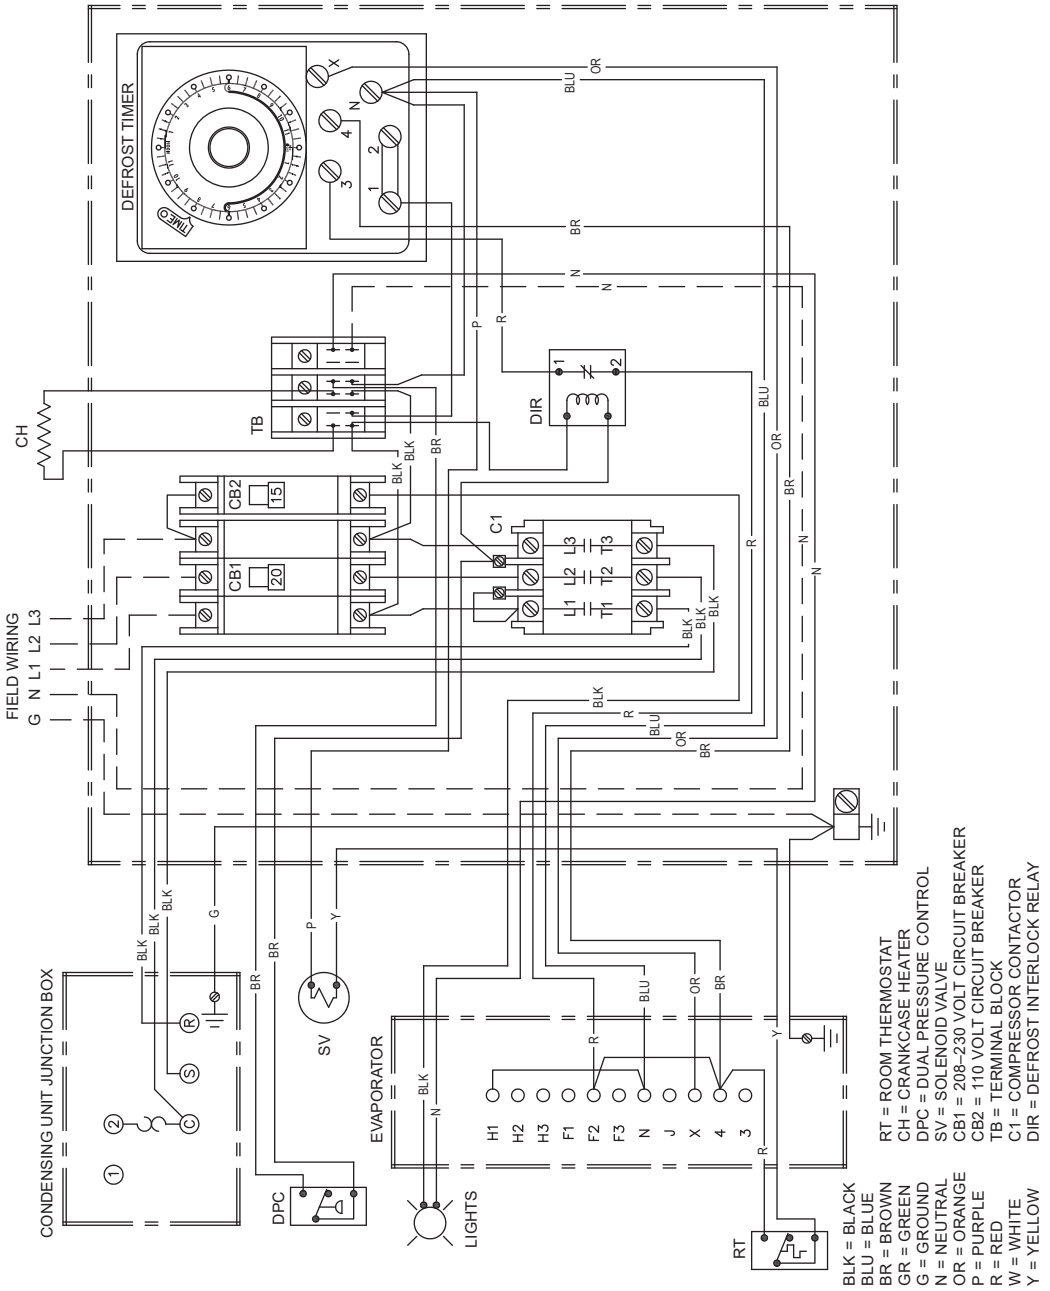 FIELD WIRING
G N L1 L2 L3
CH
TB
DEFROST TIMER
TIME
HOUR
X
N
4
3
2
1
OR
BLU
BR
N
N
P
R
CB2
15
CB1
20
BLK
BLK
BR
DIR
1
2
C1
L3
L2
L1
T3
T2
T1
BLU
OR
BR
R
N
N
BLK
BLK
BLK
BLK
R
BLU
OR
BR
CONDENSING UNIT JUNCTION BOX
BLK
BLK
BLK
G
R
S
C
2
1
BR
BR
P
Y
SV
DPC
EVAPORATOR
BLK
N
R
BLU
OR
BR
Y
R
H1
H2
H3
F1
F2
F3
N
J
X
4
3
LIGHTS
RT
BLK = BLACK
BLU = BLUE
BR = BROWN
GR = GREEN
G = GROUND
N = NEUTRAL
OR = ORANGE
P = PURPLE
R = RED
W = WHITE
Y = YELLOW
RT = ROOM THERMOSTAT
CH = CRANKCASE HEATER
DPC = DUAL PRESSURE CONTROL
SV = SOLENOID VALVE
CB1 = 208–230 VOLT CIRCUIT BREAKER
CB2 = 110 VOLT CIRCUIT BREAKER
TB = TERMINAL BLOCK
C1 = COMPRESSOR CONTACTOR
DIR = DEFROST INTERLOCK RELAY